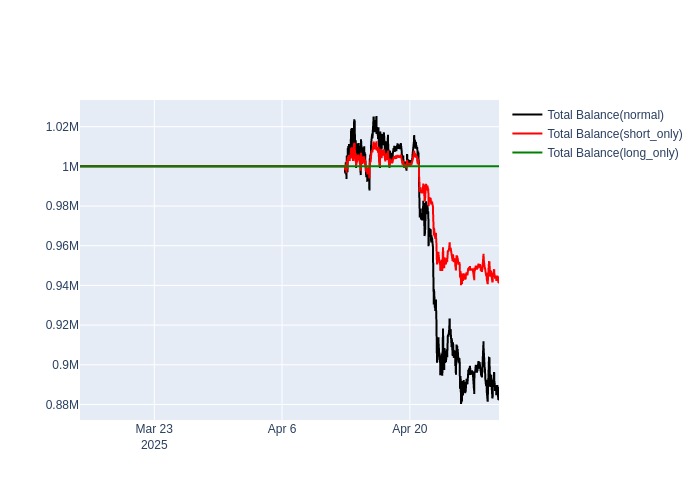 Total Balance(normal)
Total Balance(short_only)
Total Balance(long_only)
1.02M
1M
0.98M
0.96M
0.94M
0.92M
0.9M
0.88M
Mar 23
2025
Apr 6
Apr 20